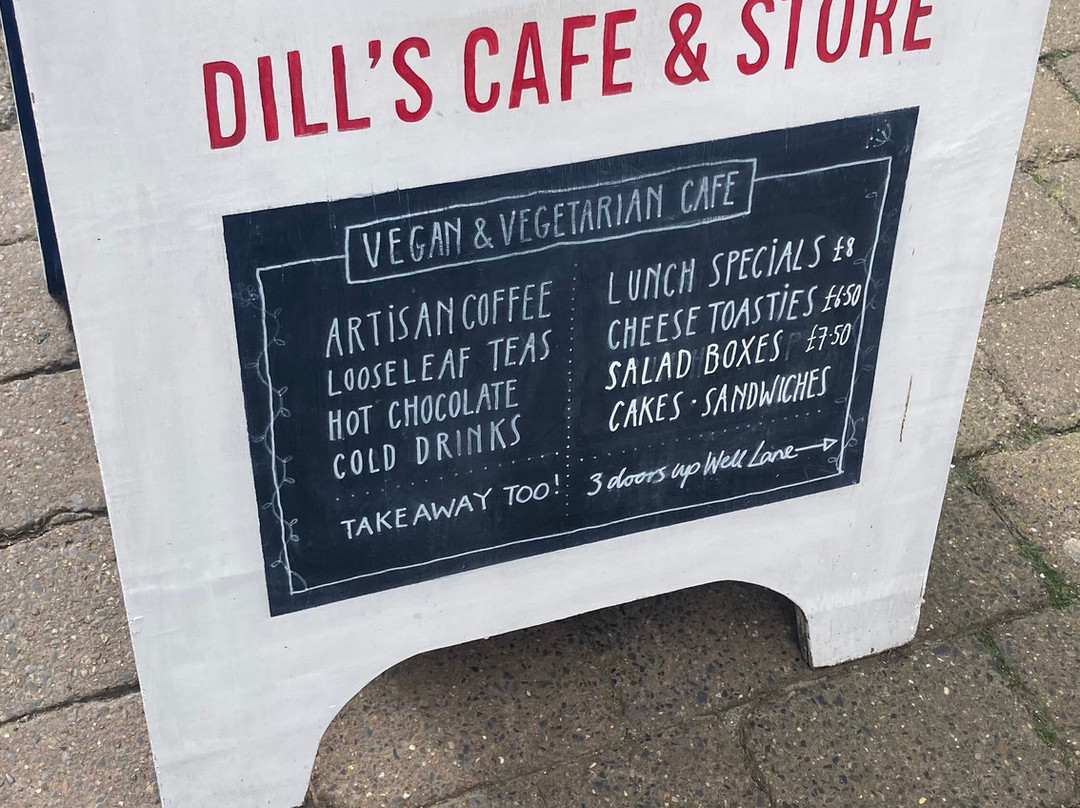 DILL'S CAFE & STORE
VEGAN & VEGETARIAN CAFE
ARTISAN COFFEE
LOOSELEAF TEAS
HOT CHOCOLATE
COLD DRINKS
TAKEAWAY TOO!
LUNCH SPECIALS £8
CHEESE TOASTIES £6.50
SALAD BOXES £7.50
CAKES · SANDWICHES
3 doors up Well Lane →